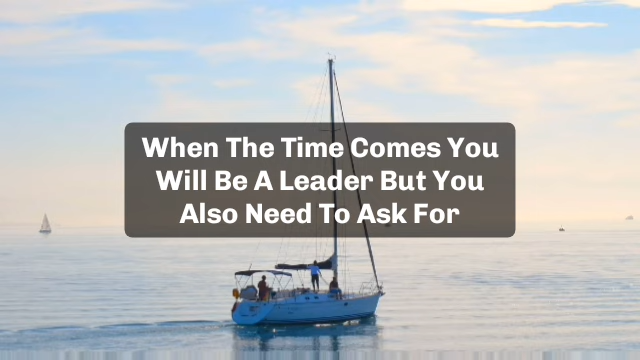 When The Time Comes You
Will Be A Leader But You
Also Need To Ask For